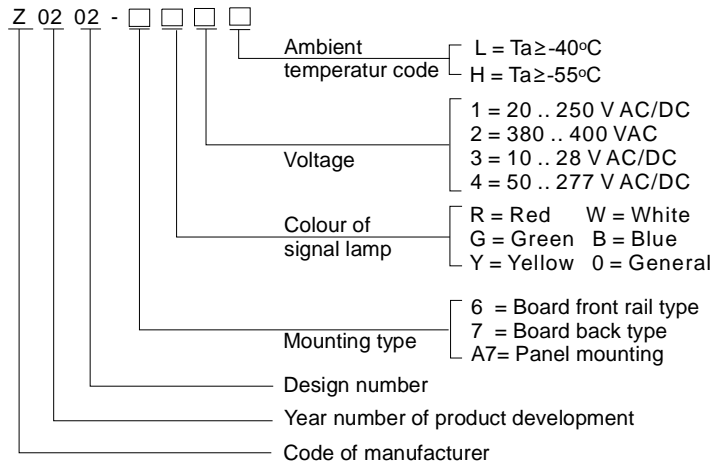 Z 02 02 - □ □ □ □
Ambient
temperatur code
L = Ta≥-40ºC
H = Ta≥-55ºC
Voltage
1 = 20 .. 250 V AC/DC
2 = 380 .. 400 VAC
3 = 10 .. 28 V AC/DC
4 = 50 .. 277 V AC/DC
Colour of
signal lamp
R = Red W = White
G = Green B = Blue
Y = Yellow 0 = General
Mounting type
6 = Board front rail type
7 = Board back type
A7= Panel mounting
Design number
Year number of product development
Code of manufacturer